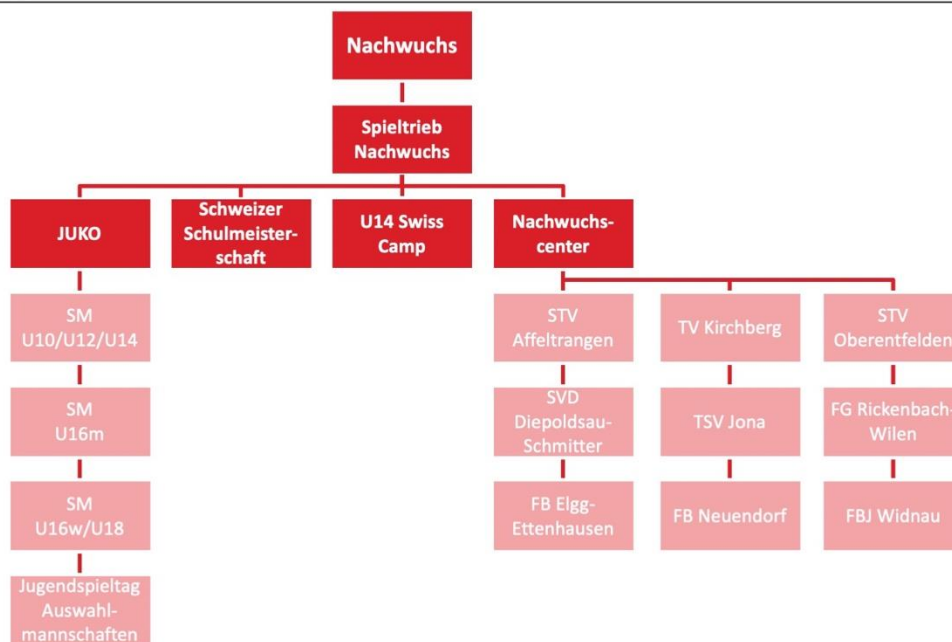 Nachwuchs
Spieltrieb
Nachwuchs
JUKO
Schweizer
Schulmeister-
schaft
U14 Swiss
Camp
Nachwuchs-
center
SM
U10/U12/U14
SM
U16m
SM
U16w/U18
Jugendspieltag
Auswahl-
mannschaften
STV
Affeltrangen
SVD
Diepoldsau-
Schmitter
FB Elgg-
Ettenhausen
TV Kirchberg
TSV Jona
FB Neuendorf
STV
Oberentfelden
FG Rickenbach-
Wilen
FBJ Widnau